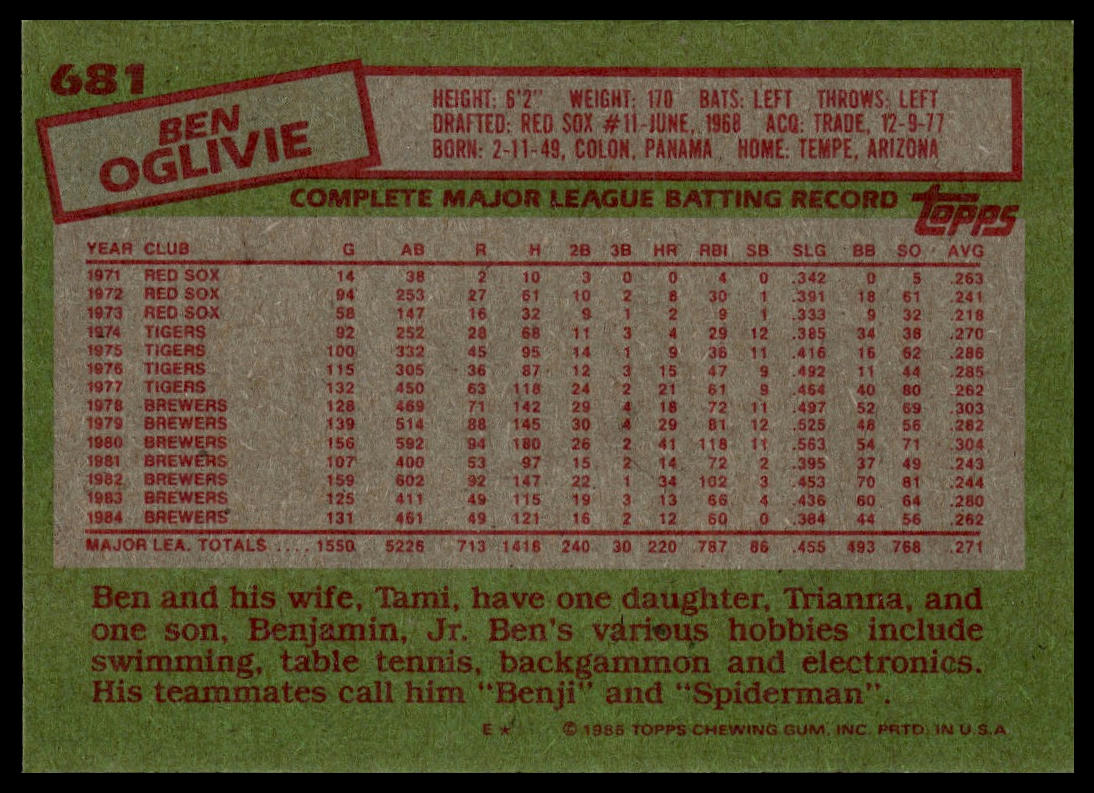 681
BEN
OGLIVIE
HEIGHT: 6'2" WEIGHT: 170 BATS: LEFT THROWS: LEFT
DRAFTED: RED SOX #11-JUNE, 1968 ACQ: TRADE, 12-9-77
BORN: 2-11-49, COLON, PANAMA HOME: TEMPE, ARIZONA
COMPLETE MAJOR LEAGUE BATTING RECORD
topps
YEAR CLUB G AB R H 2B 3B HR RBI SB SLG BB SO AVG
1971 RED SOX 14 38 2 10 3 0 0 4 0 .342 0 5 .263
1972 RED SOX 94 253 27 61 10 2 8 30 1 .391 18 61 .241
1973 RED SOX 58 147 16 32 9 1 2 9 1 .333 9 32 .218
1974 TIGERS 92 252 28 68 11 3 4 29 12 .385 34 38 .270
1975 TIGERS 100 332 45 95 14 1 9 36 11 .416 16 62 .286
1976 TIGERS 115 305 36 87 12 3 15 47 9 .492 11 44 .285
1977 TIGERS 132 450 63 118 24 2 21 61 9 .464 40 80 .262
1978 BREWERS 128 469 71 142 29 4 18 72 11 .497 52 69 .303
1979 BREWERS 139 514 88 145 30 4 29 81 12 .525 48 56 .282
1980 BREWERS 156 592 94 180 26 2 41 118 11 .563 54 71 .304
1981 BREWERS 107 400 53 97 15 2 14 72 2 .395 37 49 .243
1982 BREWERS 159 602 92 147 22 1 34 102 3 .453 70 81 .244
1983 BREWERS 125 411 49 115 19 3 13 66 4 .436 60 64 .280
1984 BREWERS 131 461 49 121 16 2 12 60 0 .384 44 56 .262
MAJOR LEA. TOTALS .... 1550 5226 713 1418 240 30 220 787 86 .455 493 768 .271
Ben and his wife, Tami, have one daughter, Trianna, and
one son, Benjamin, Jr. Ben's various hobbies include
swimming, table tennis, backgammon and electronics.
His teammates call him "Benji" and "Spiderman".
E* © 1985 TOPPS CHEWING GUM, INC. PRTD. IN U.S.A.